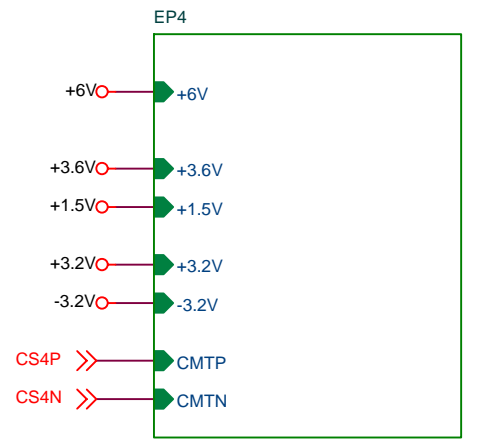 EP4
+6V +6V
+3.6V +3.6V
+1.5V +1.5V
+3.2V +3.2V
-3.2V -3.2V
CS4P CMTP
CS4N CMTN